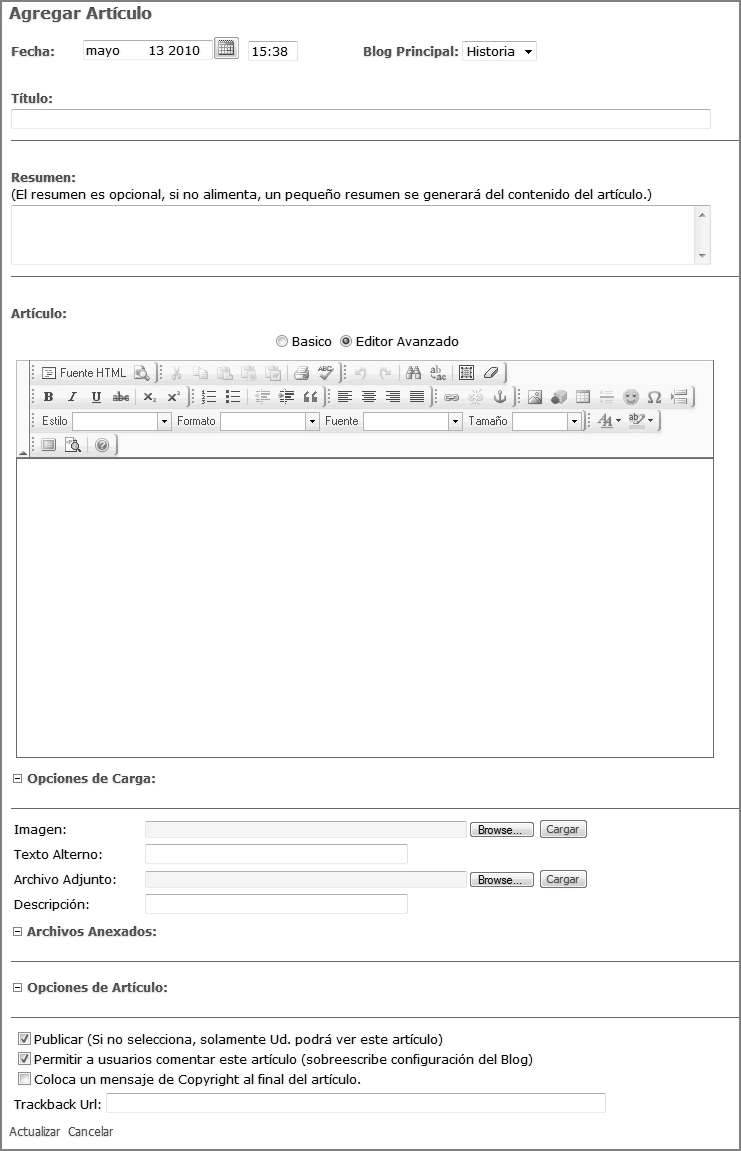 Agregar Artículo
Fecha: mayo 13 2010 15:38 Blog Principal: Historia
Título:
Resumen:
(El resumen es opcional, si no alimenta, un pequeño resumen se generará del contenido del artículo.)
Artículo:
Basico Editor Avanzado
Fuente HTML
Estilo Formato Fuente Tamaño
Opciones de Carga:
Imagen: Browse... Cargar
Texto Alterno:
Archivo Adjunto: Browse... Cargar
Descripción:
Archivos Anexados:
Opciones de Artículo:
Publicar (Si no selecciona, solamente Ud. podrá ver este artículo)
Permitir a usuarios comentar este artículo (sobreescribe configuración del Blog)
Coloca un mensaje de Copyright al final del artículo.
Trackback Url:
Actualizar Cancelar